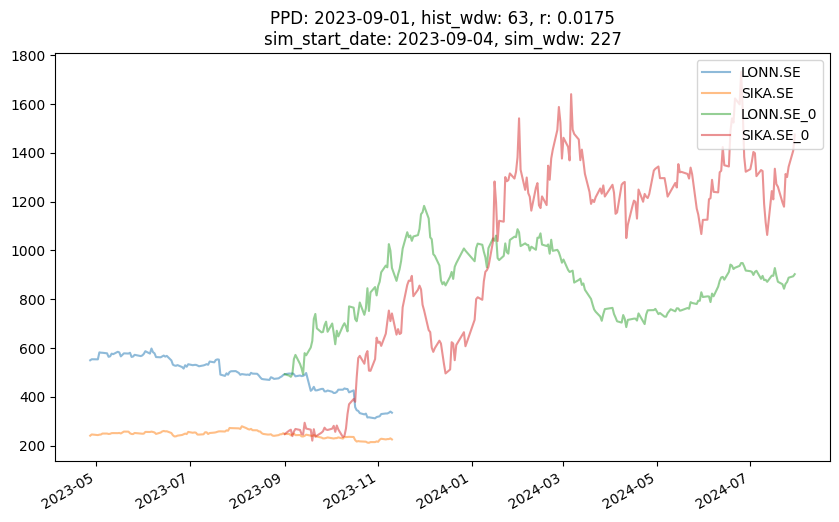 PPD: 2023-09-01, hist_wdw: 63, r: 0.0175
sim_start_date: 2023-09-04, sim_wdw: 227
1800
1600
1400
1200
1000
800
600
400
200
LONN.SE
SIKA.SE
LONN.SE_0
SIKA.SE_0
2023-05
2023-07
2023-09
2023-11
2024-01
2024-03
2024-05
2024-07